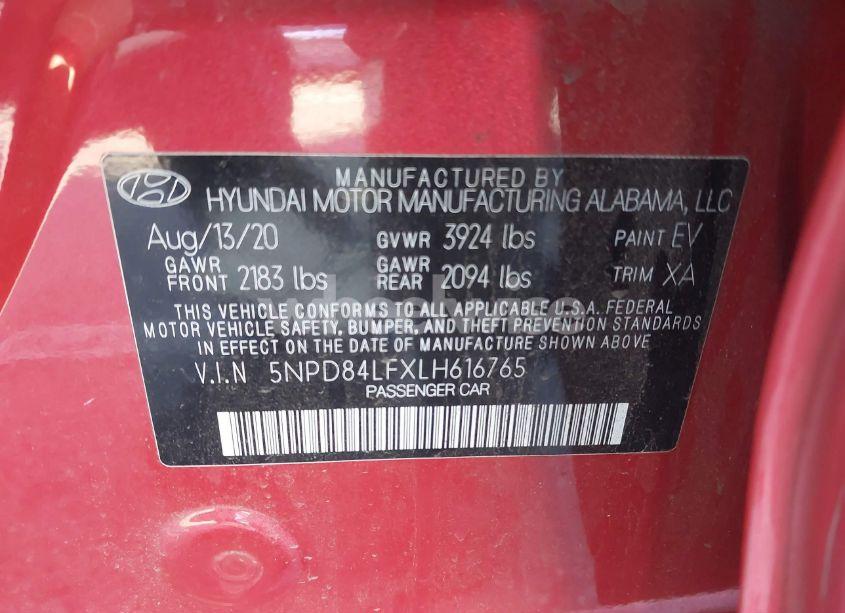 MANUFACTURED BY
HYUNDAI MOTOR MANUFACTURING ALABAMA, LLC
Aug/13/20 GVWR 3924 lbs PAINT EV
GAWR FRONT 2183 lbs GAWR REAR 2094 lbs TRIM XA
THIS VEHICLE CONFORMS TO ALL APPLICABLE U.S.A. FEDERAL
MOTOR VEHICLE SAFETY, BUMPER, AND THEFT PREVENTION STANDARDS
IN EFFECT ON THE DATE OF MANUFACTURE SHOWN ABOVE.
V.I.N 5NPD84LFXLH616765
PASSENGER CAR